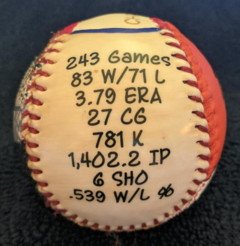 243 Games
83 W/71 L
3.79 ERA
27 CG
781 K
1,402.2 IP
6 SHO
.539 W/L %